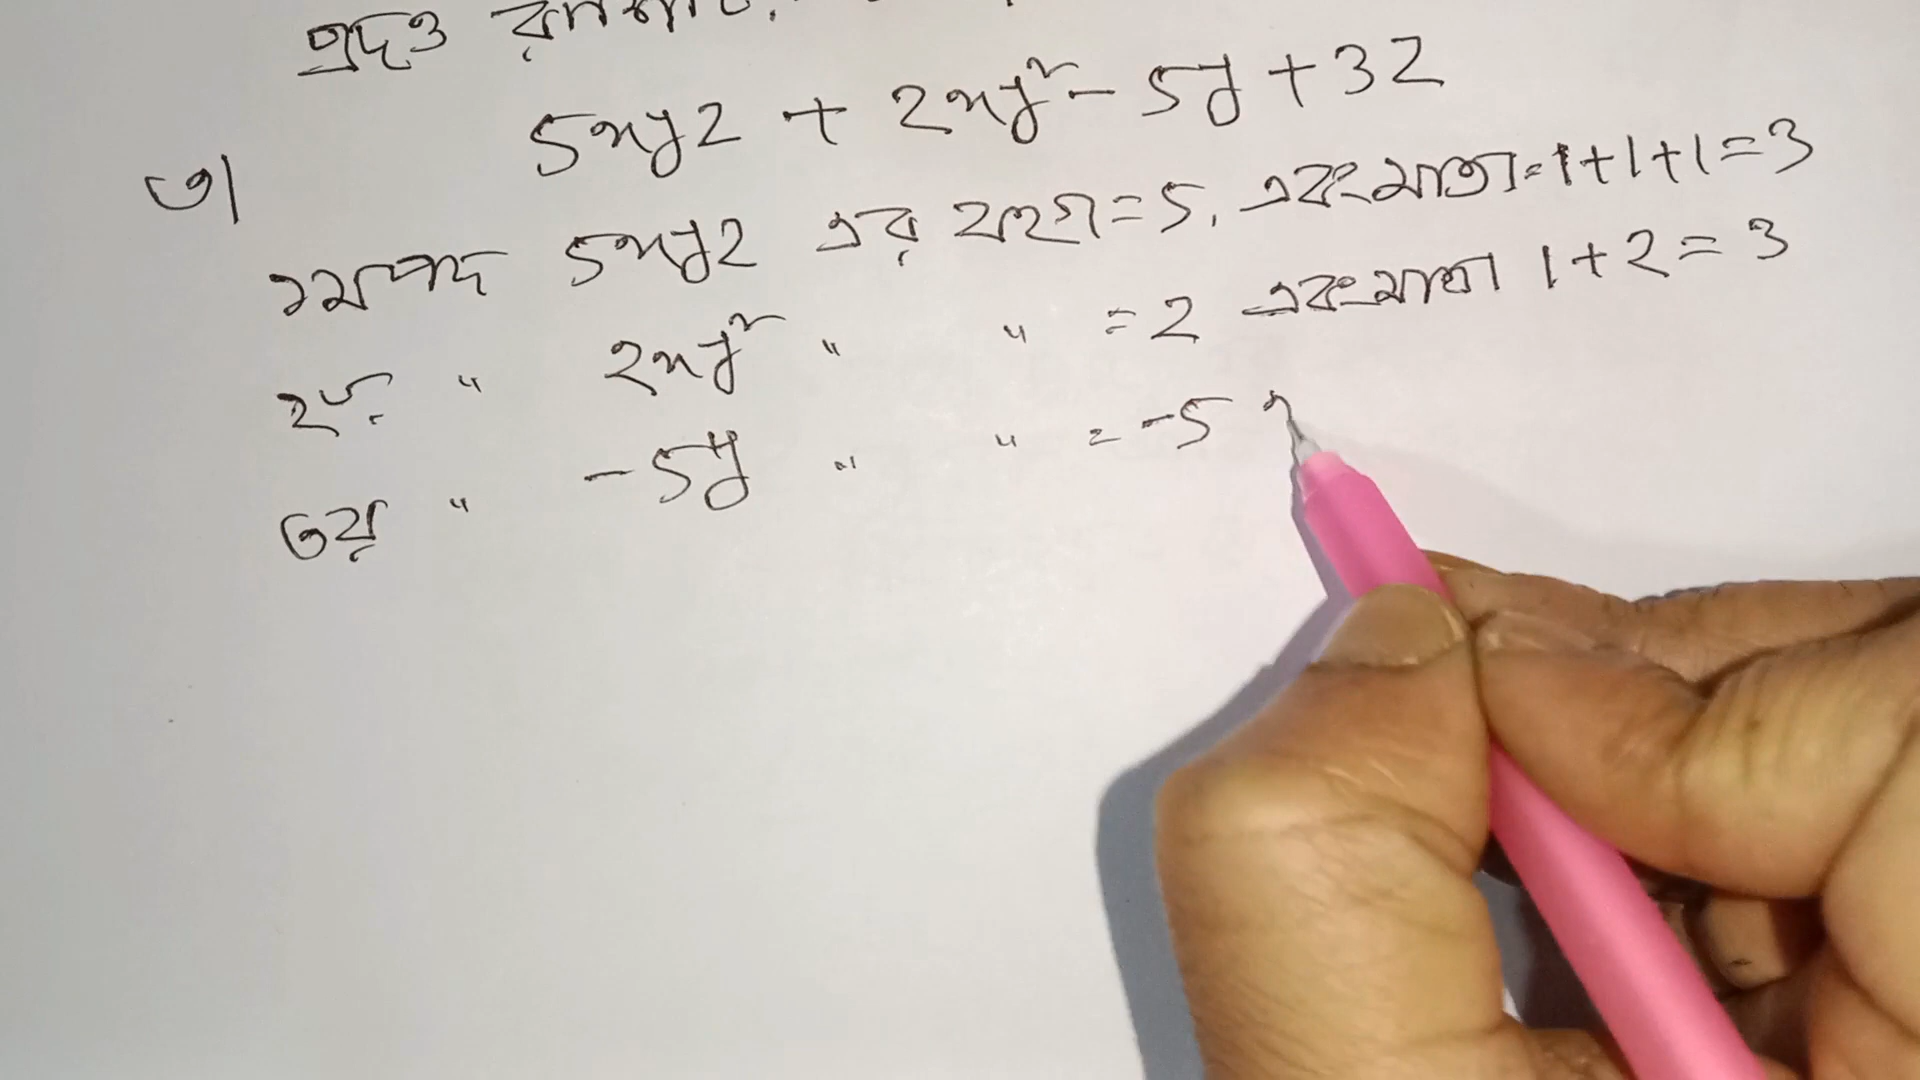 প্রদত্ত
5xyz + 2xy² - 5y + 3z
৩।
১ম পদ 5xyz এর সহগ = 5, এবং মাত্রা = 1+1+1 = 3
২য় " 2xy² " " = 2 এবং মাত্রা 1+2 = 3
৩য় " -5y " " = -5